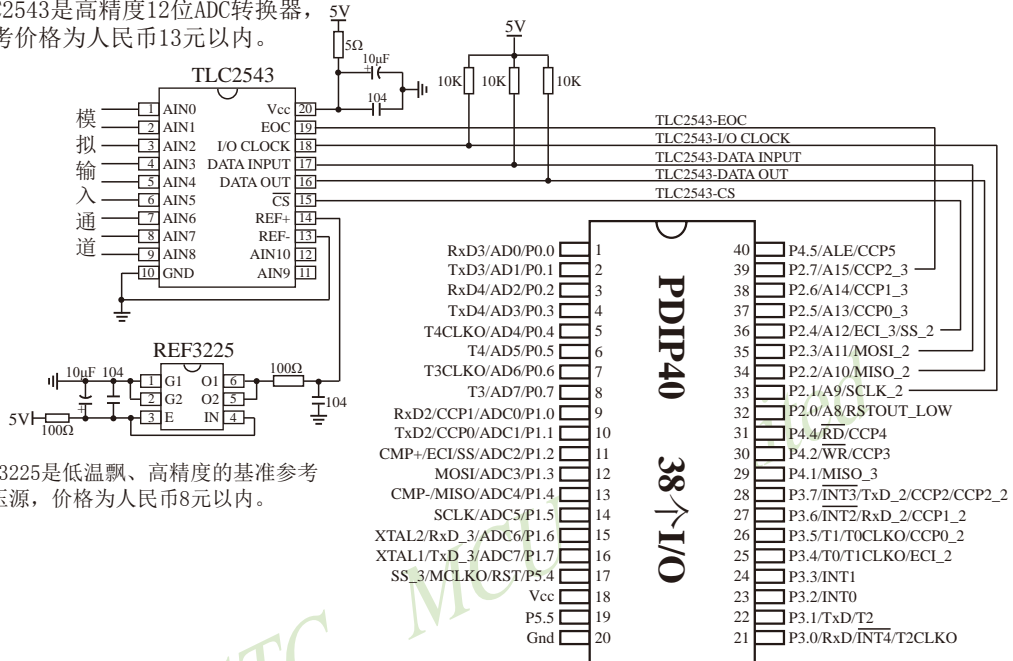 C2543是高精度12位ADC转换器，
考价格为人民币13元以内。
5V
5Ω
10μF
+
104
5V
10K
10K
10K
TLC2543
模拟输入通道
1 AIN0
2 AIN1
3 AIN2
4 AIN3
5 AIN4
6 AIN5
7 AIN6
8 AIN7
9 AIN8
10 GND
Vcc 20
EOC 19
I/O CLOCK 18
DATA INPUT 17
DATA OUT 16
CS 15
REF+ 14
REF- 13
AIN10 12
AIN9 11
TLC2543-EOC
TLC2543-I/O CLOCK
TLC2543-DATA INPUT
TLC2543-DATA OUT
TLC2543-CS
REF3225
10μF 104
+
1 G1
2 G2
3 E
O1 6
O2 5
IN 4
100Ω
104
5V
100Ω
3225是低温飘、高精度的基准参考
压源，价格为人民币8元以内。
PDIP40
38个I/O
RxD3/AD0/P0.0 1
TxD3/AD1/P0.1 2
RxD4/AD2/P0.2 3
TxD4/AD3/P0.3 4
T4CLKO/AD4/P0.4 5
T4/AD5/P0.5 6
T3CLKO/AD6/P0.6 7
T3/AD7/P0.7 8
RxD2/CCP1/ADC0/P1.0 9
TxD2/CCP0/ADC1/P1.1 10
CMP+/ECI/SS/ADC2/P1.2 11
MOSI/ADC3/P1.3 12
CMP-/MISO/ADC4/P1.4 13
SCLK/ADC5/P1.5 14
XTAL2/RxD_3/ADC6/P1.6 15
XTAL1/TxD_3/ADC7/P1.7 16
SS_3/MCLKO/RST/P5.4 17
Vcc 18
P5.5 19
Gnd 20
40 P4.5/ALE/CCP5
39 P2.7/A15/CCP2_3
38 P2.6/A14/CCP1_3
37 P2.5/A13/CCP0_3
36 P2.4/A12/ECI_3/SS_2
35 P2.3/A11/MOSI_2
34 P2.2/A10/MISO_2
33 P2.1/A9/SCLK_2
32 P2.0/A8/RSTOUT_LOW
31 P4.4/RD/CCP4
30 P4.2/WR/CCP3
29 P4.1/MISO_3
28 P3.7/INT3/TxD_2/CCP2/CCP2_2
27 P3.6/INT2/RxD_2/CCP1_2
26 P3.5/T1/T0CLKO/CCP0_2
25 P3.4/T0/T1CLKO/ECI_2
24 P3.3/INT1
23 P3.2/INT0
22 P3.1/TxD/T2
21 P3.0/RxD/INT4/T2CLKO
MCU